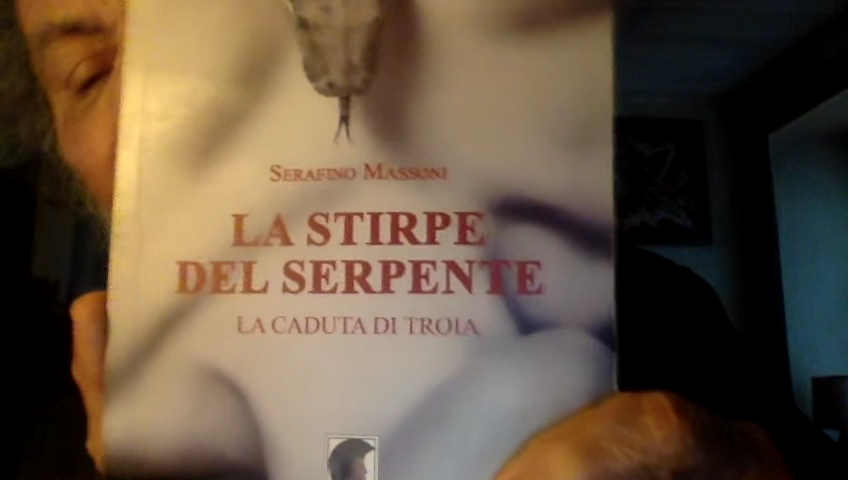 SERAFINO MASSONI
LA STIRPE
DEL SERPENTE
LA CADUTA DI TROIA